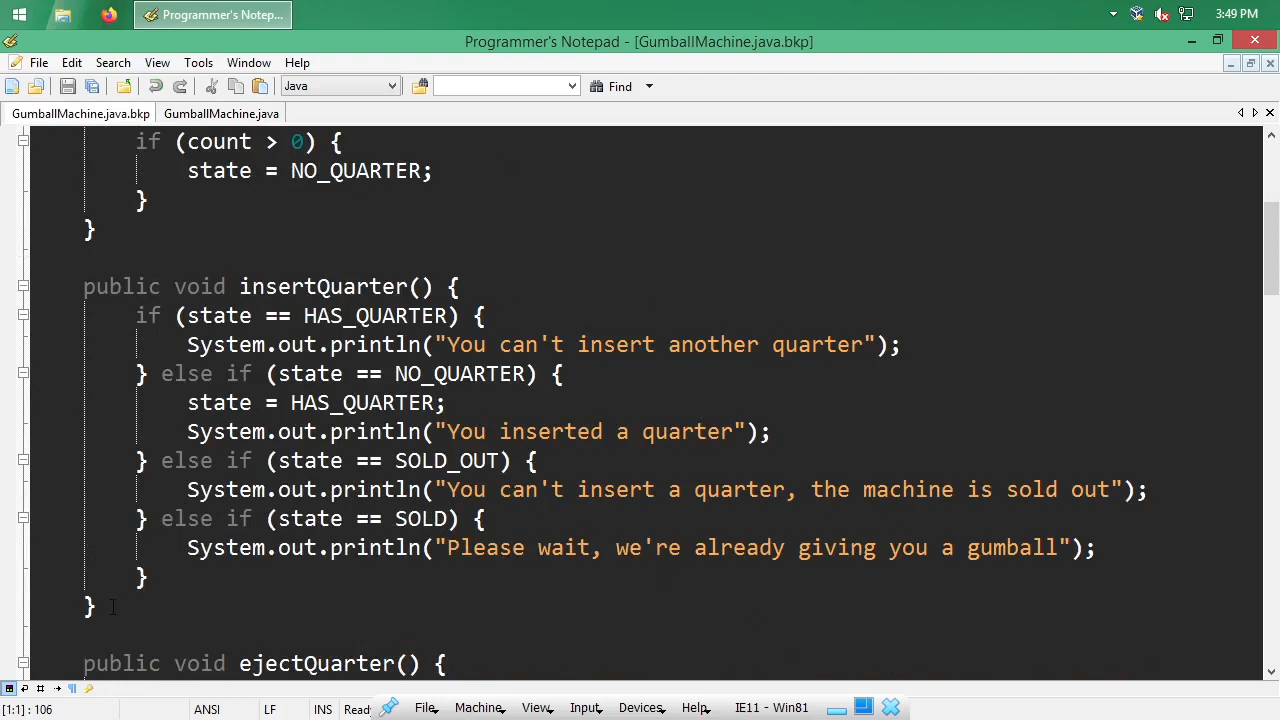 Programmer's Notep...
3:49 PM
Programmer's Notepad - [GumballMachine.java.bkp]
File Edit Search View Tools Window Help
Java
Find
GumballMachine.java.bkp GumballMachine.java
if (count > 0) {
state = NO_QUARTER;
}
}
public void insertQuarter() {
if (state == HAS_QUARTER) {
System.out.println("You can't insert another quarter");
} else if (state == NO_QUARTER) {
state = HAS_QUARTER;
System.out.println("You inserted a quarter");
} else if (state == SOLD_OUT) {
System.out.println("You can't insert a quarter, the machine is sold out");
} else if (state == SOLD) {
System.out.println("Please wait, we're already giving you a gumball");
}
}
public void ejectQuarter() {
[1:1] : 106 ANSI LF INS Ready File Machine View Input Devices Help IE11 - Win81